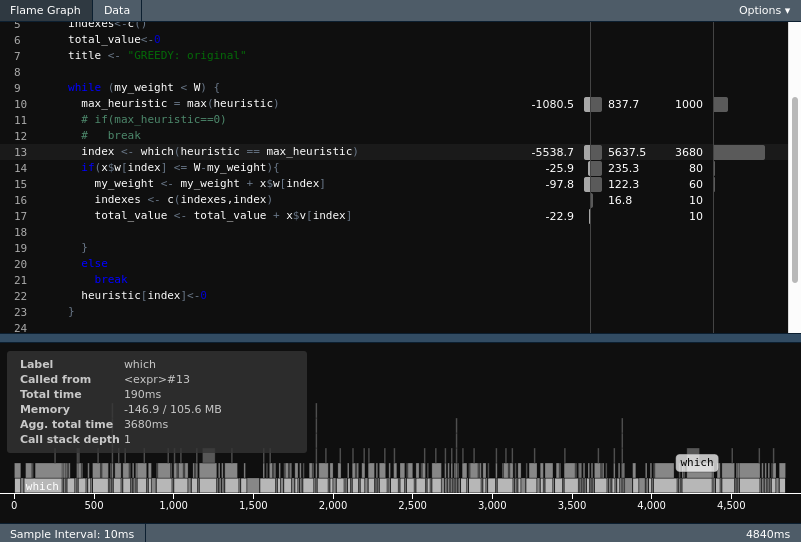 Flame Graph Data Options ▾
5 indexes<-c()
6 total_value<-0
7 title <- "GREEDY: original"
8
9 while (my_weight < W) {
10 max_heuristic = max(heuristic) -1080.5 837.7 1000
11 # if(max_heuristic==0)
12 # break
13 index <- which(heuristic == max_heuristic) -5538.7 5637.5 3680
14 if(x$w[index] <= W-my_weight){ -25.9 235.3 80
15 my_weight <- my_weight + x$w[index] -97.8 122.3 60
16 indexes <- c(indexes,index) 16.8 10
17 total_value <- total_value + x$v[index] -22.9 10
18
19 }
20 else
21 break
22 heuristic[index]<-0
23 }
24
Label which
Called from <expr>#13
Total time 190ms
Memory -146.9 / 105.6 MB
Agg. total time 3680ms
Call stack depth 1
which
which
0 500 1,000 1,500 2,000 2,500 3,000 3,500 4,000 4,500
Sample Interval: 10ms 4840ms